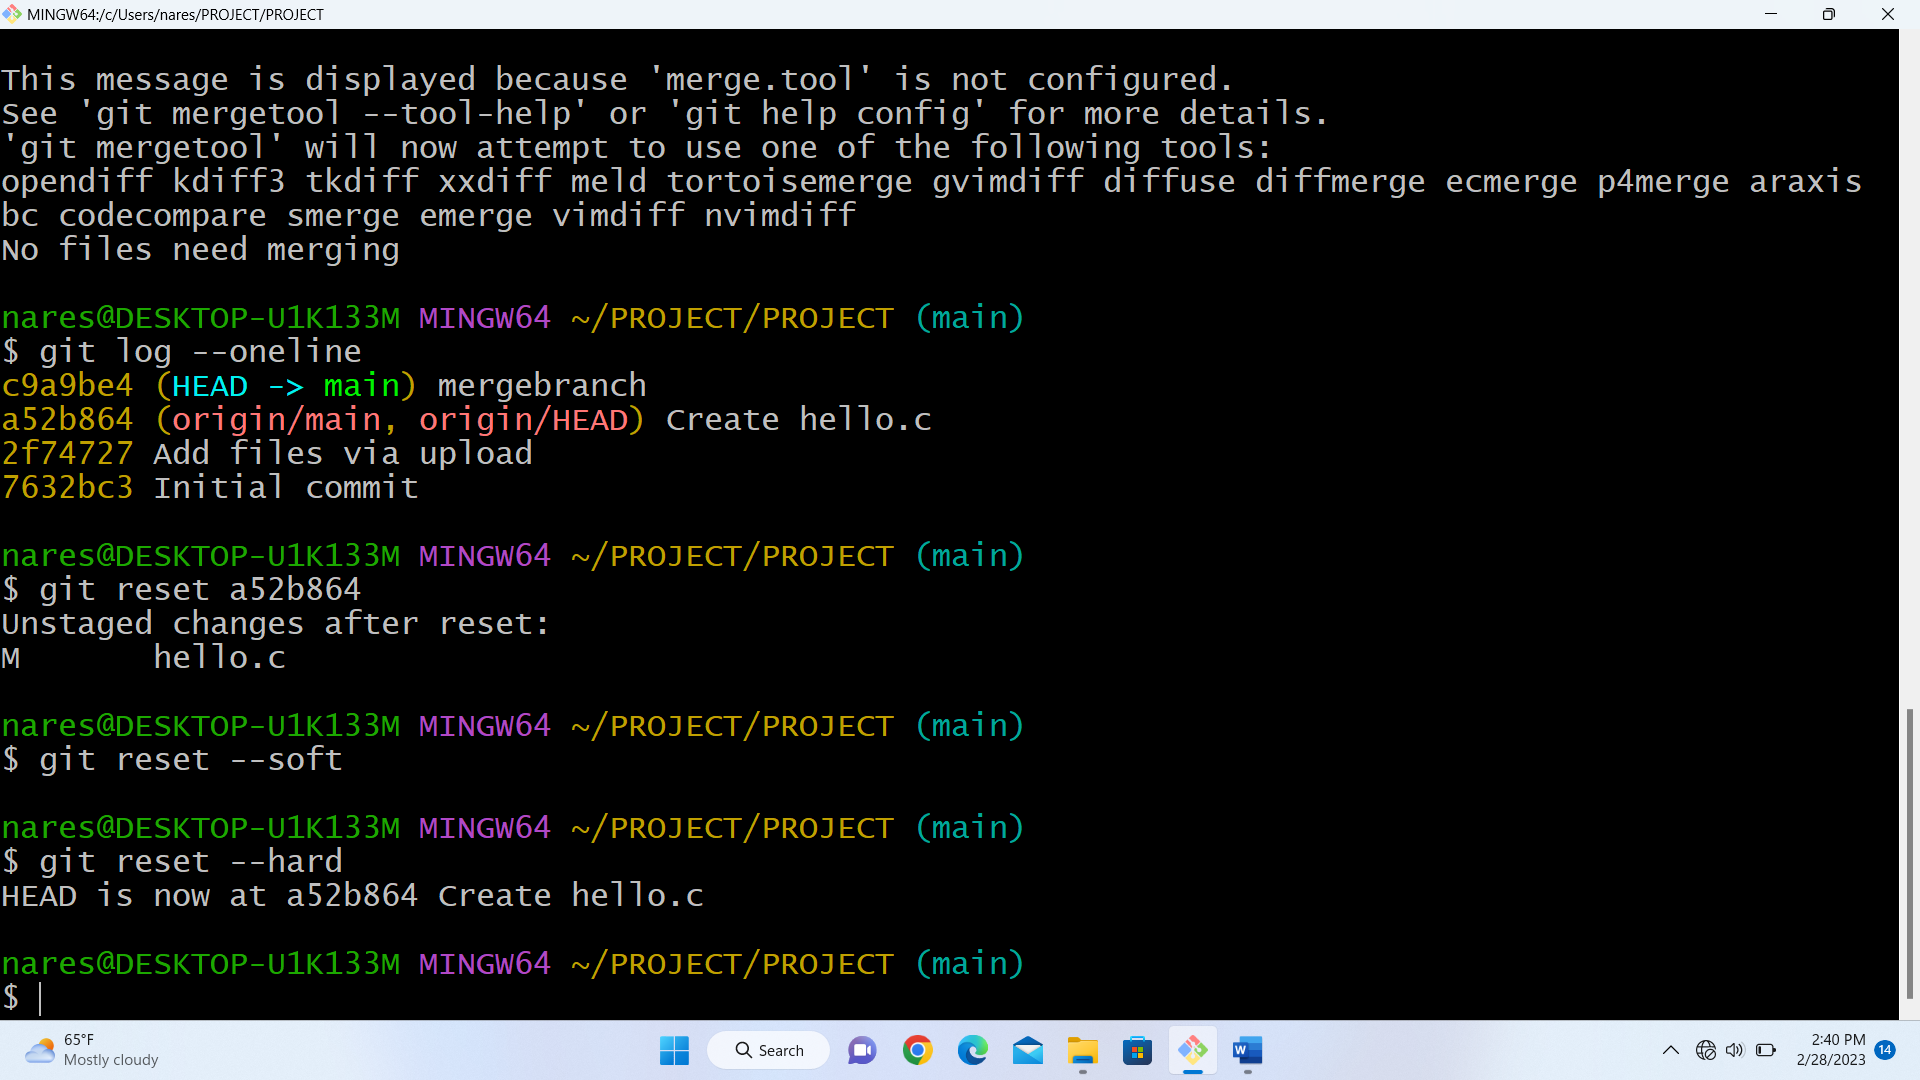 MINGW64:/c/Users/nares/PROJECT/PROJECT
This message is displayed because 'merge.tool' is not configured.
See 'git mergetool --tool-help' or 'git help config' for more details.
'git mergetool' will now attempt to use one of the following tools:
opendiff kdiff3 tkdiff xxdiff meld tortoisemerge gvimdiff diffuse diffmerge ecmerge p4merge araxis
bc codecompare smerge emerge vimdiff nvimdiff
No files need merging
nares@DESKTOP-U1K133M MINGW64 ~/PROJECT/PROJECT (main)
$ git log --oneline
c9a9be4 (HEAD -> main) mergebranch
a52b864 (origin/main, origin/HEAD) Create hello.c
2f74727 Add files via upload
7632bc3 Initial commit
nares@DESKTOP-U1K133M MINGW64 ~/PROJECT/PROJECT (main)
$ git reset a52b864
Unstaged changes after reset:
M       hello.c
nares@DESKTOP-U1K133M MINGW64 ~/PROJECT/PROJECT (main)
$ git reset --soft
nares@DESKTOP-U1K133M MINGW64 ~/PROJECT/PROJECT (main)
$ git reset --hard
HEAD is now at a52b864 Create hello.c
nares@DESKTOP-U1K133M MINGW64 ~/PROJECT/PROJECT (main)
$
65°F
Mostly cloudy
Search
W
2:40 PM
2/28/2023
14